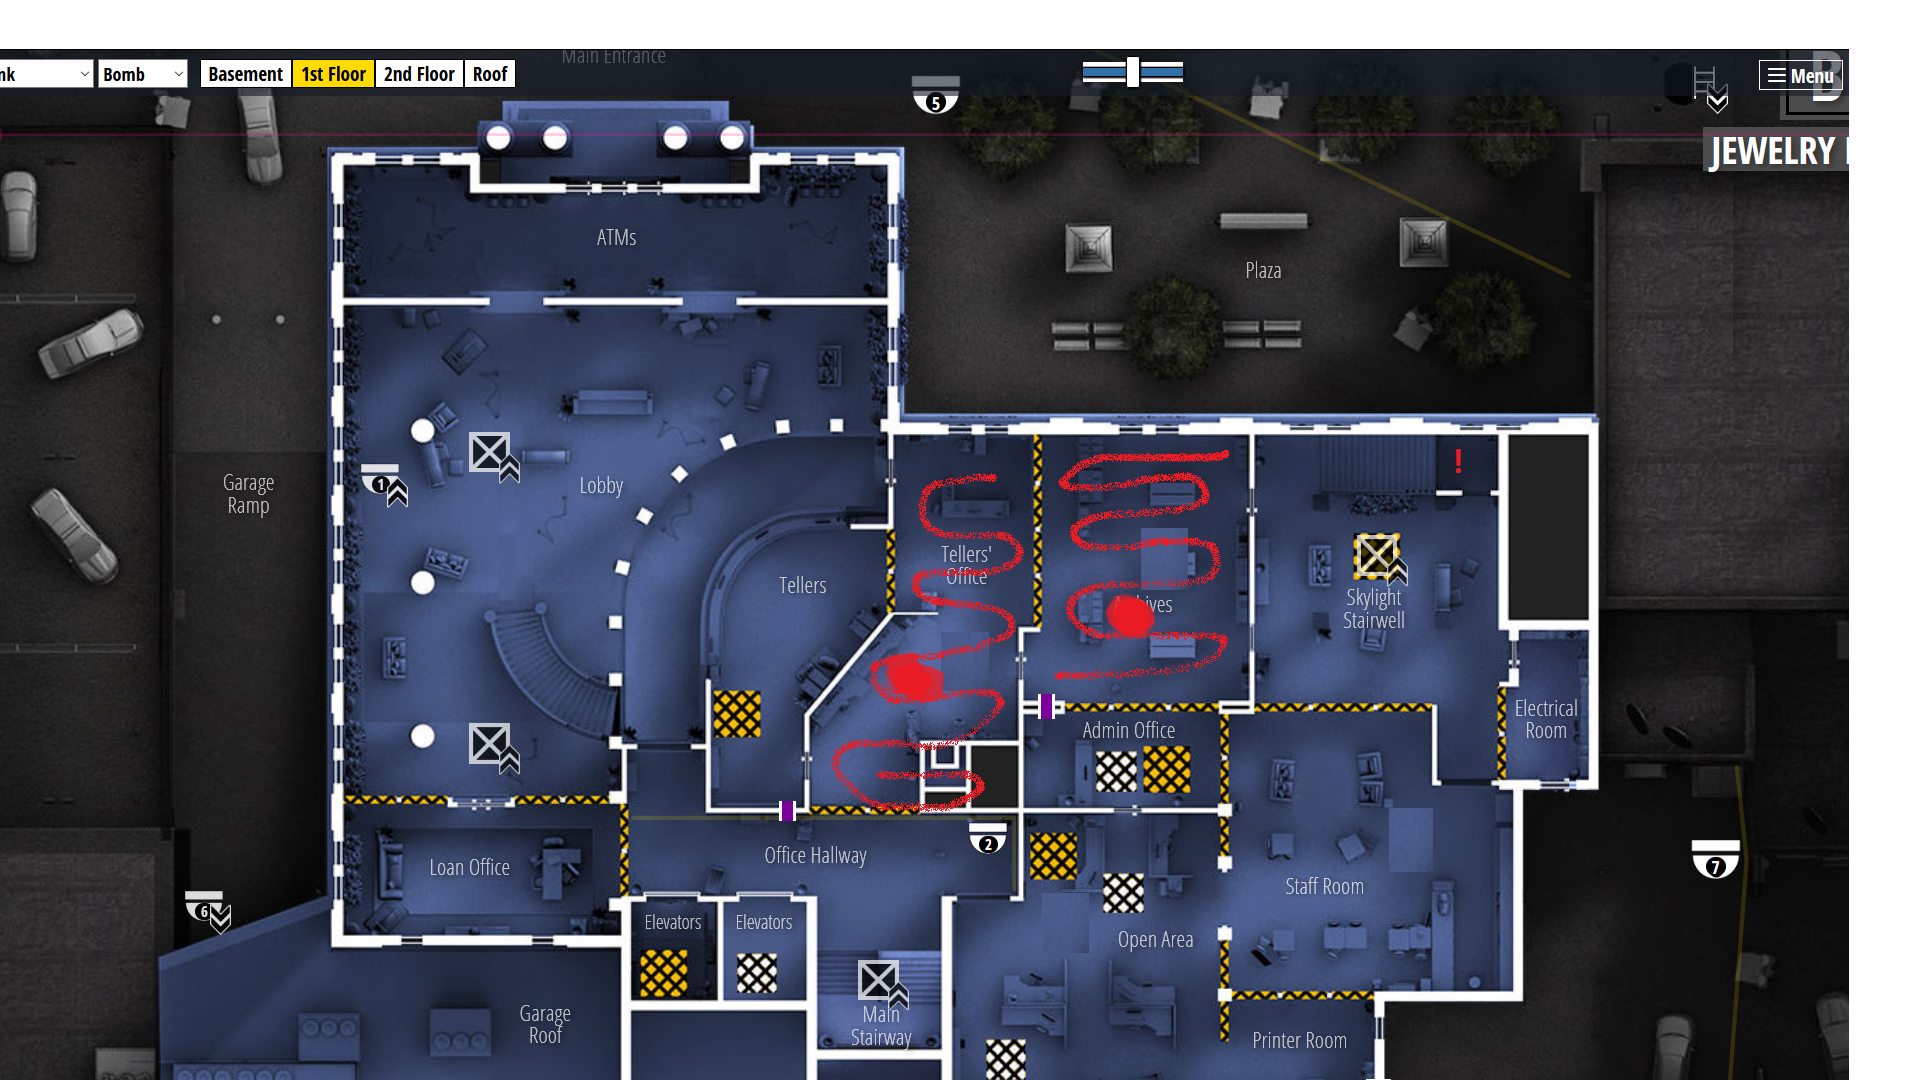 Main Entrance
nk
Bomb
Basement
1st Floor
2nd Floor
Roof
Menu
5
B
JEWELRY
ATMs
Plaza
!
1
Lobby
Garage
Ramp
Tellers'
Office
Tellers
Skylight
Stairwell
Electrical
Room
Admin Office
2
Office Hallway
Loan Office
7
Staff Room
6
Elevators
Elevators
Open Area
Garage
Roof
Main
Stairway
Printer Room